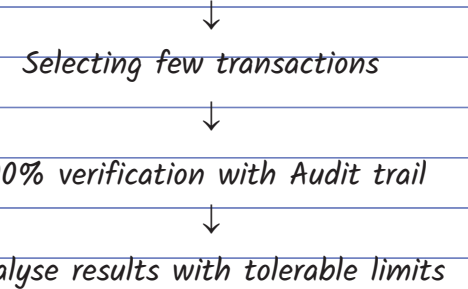 ↓
Selecting few transactions
↓
0% verification with Audit trail
↓
alyse results with tolerable limits